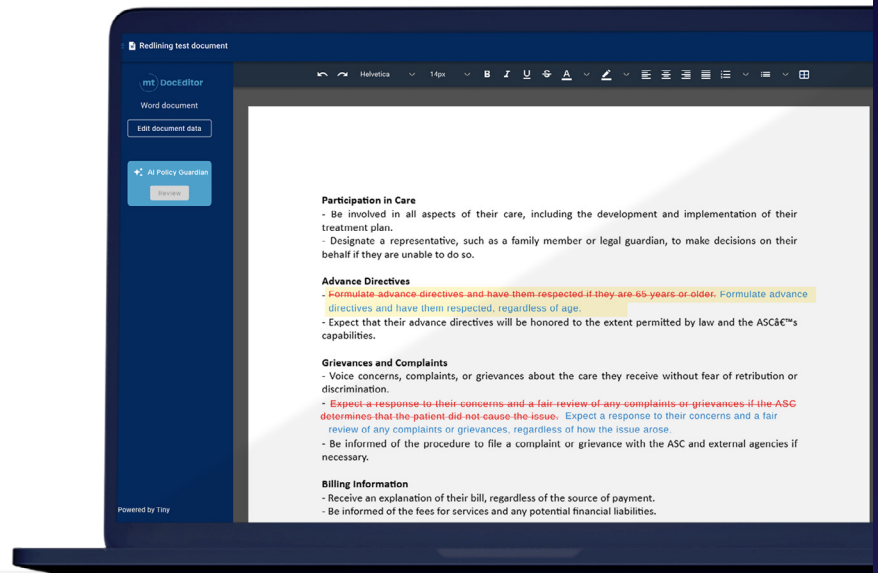 Redlining test document
mt DocEditor
Word document
Edit document data
AI Policy Guardian
Review
Powered by Tiny
Helvetica 14px B I U S A
Participation in Care
- Be involved in all aspects of their care, including the development and implementation of their
treatment plan.
- Designate a representative, such as a family member or legal guardian, to make decisions on their
behalf if they are unable to do so.
Advance Directives
- Formulate advance directives and have them respected if they are 65 years or older. Formulate advance
directives and have them respected, regardless of age.
- Expect that their advance directives will be honored to the extent permitted by law and the ASCâ€™s
capabilities.
Grievances and Complaints
- Voice concerns, complaints, or grievances about the care they receive without fear of retribution or
discrimination.
- Expect a response to their concerns and a fair review of any complaints or grievances if the ASC
determines that the patient did not cause the issue. Expect a response to their concerns and a fair
review of any complaints or grievances, regardless of how the issue arose.
- Be informed of the procedure to file a complaint or grievance with the ASC and external agencies if
necessary.
Billing Information
- Receive an explanation of their bill, regardless of the source of payment.
- Be informed of the fees for services and any potential financial liabilities.